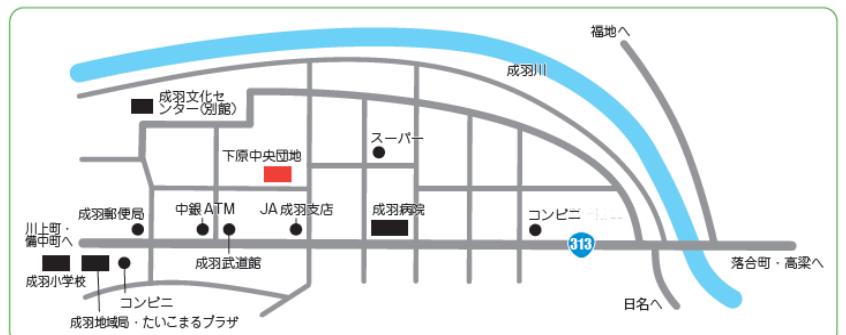 福地へ
成羽川
成羽文化セ
ンター(別館)
スーパー
下原中央団地
成羽郵便局
中銀ATM
JA成羽支店
成羽病院
コンビニ
川上町・
備中町へ
313
成羽武道館
落合町・高梁へ
成羽小学校
コンビニ
日名へ
成羽地域局・たいこまるプラザ